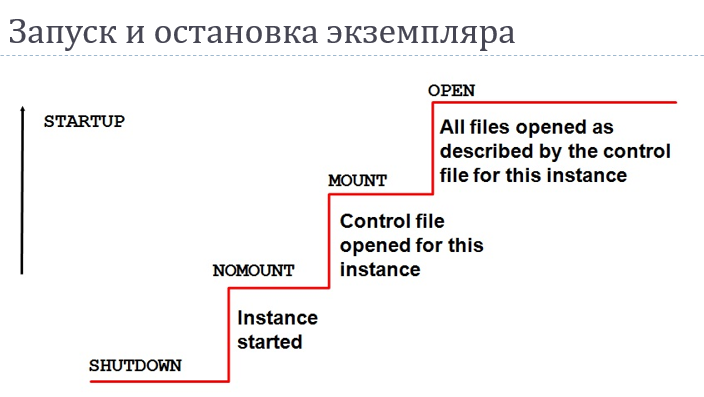 Запуск и остановка экземпляра
OPEN
STARTUP
All files opened as
described by the control
file for this instance
MOUNT
Control file
opened for this
instance
NOMOUNT
Instance
started
SHUTDOWN